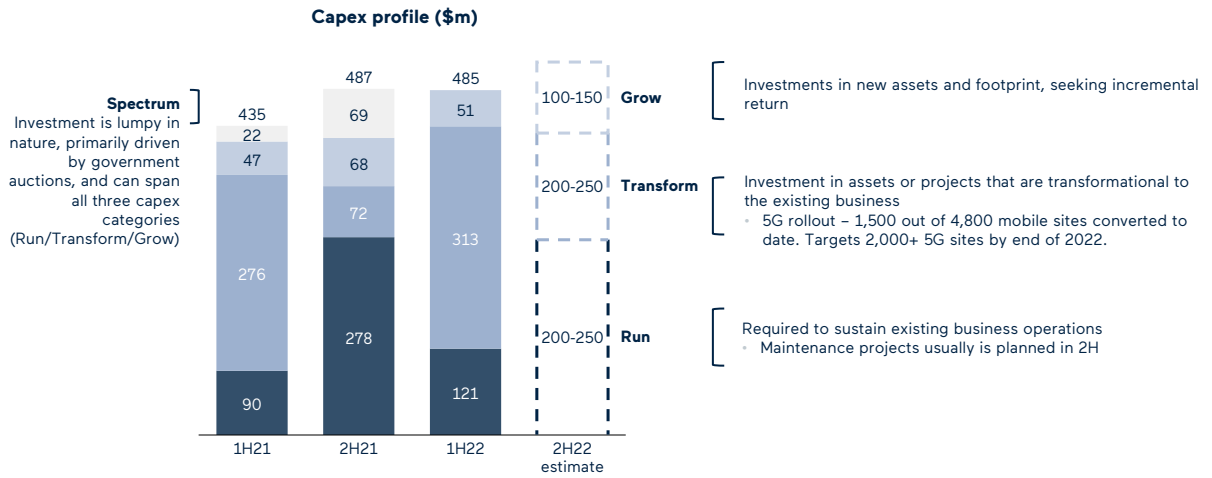 Capex profile ($m)
Spectrum
Investment is lumpy in
nature, primarily driven
by government
auctions, and can span
all three capex
categories
(Run/Transform/Grow)
435
22
47
276
90
1H21
487
69
68
72
278
2H21
485
51
313
121
1H22
100-150
200-250
200-250
2H22
estimate
Grow
Investments in new assets and footprint, seeking incremental
return
Transform
Investment in assets or projects that are transformational to
the existing business
• 5G rollout – 1,500 out of 4,800 mobile sites converted to
date. Targets 2,000+ 5G sites by end of 2022.
Run
Required to sustain existing business operations
• Maintenance projects usually is planned in 2H